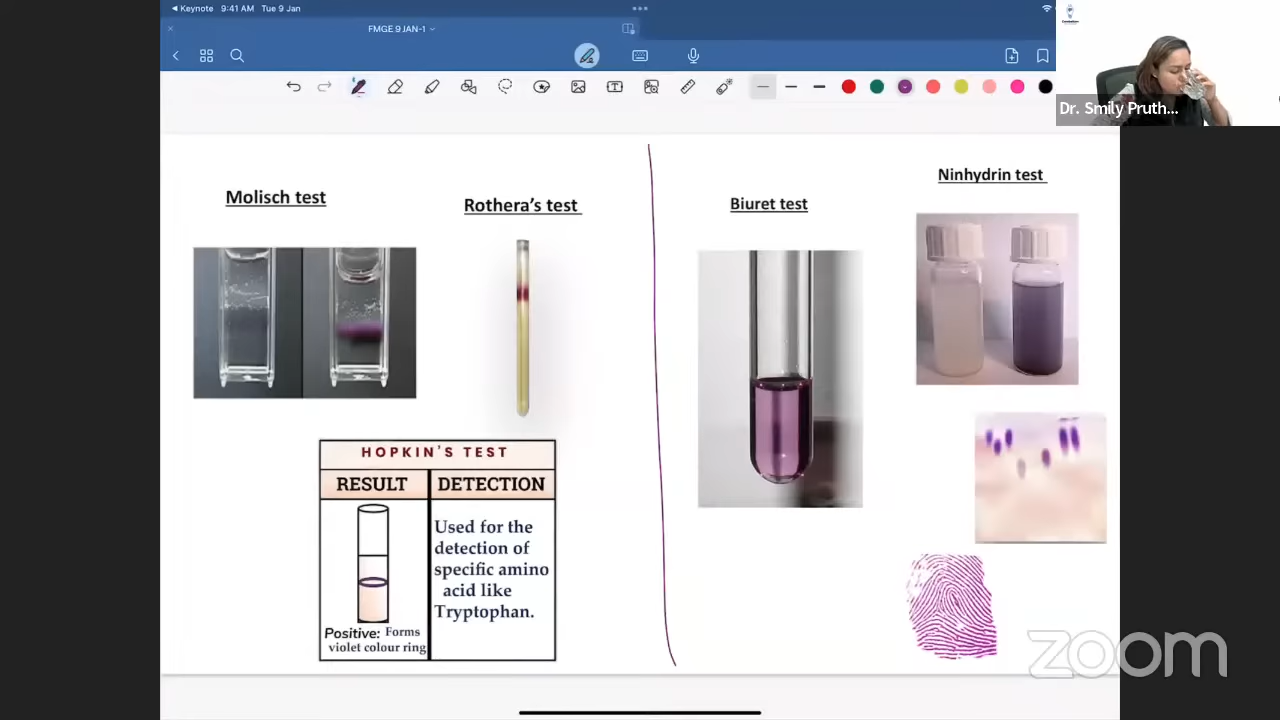 Keynote 9:41 AM Tue 9 Jan
FMGE 9 JAN-1
Dr. Smily Pruth...
Molisch test
Rothera's test
Biuret test
Ninhydrin test
HOPKIN'S TEST
RESULT
DETECTION
Used for the
detection of
specific amino
acid like
Tryptophan.
Positive: Forms
violet colour ring
zoom